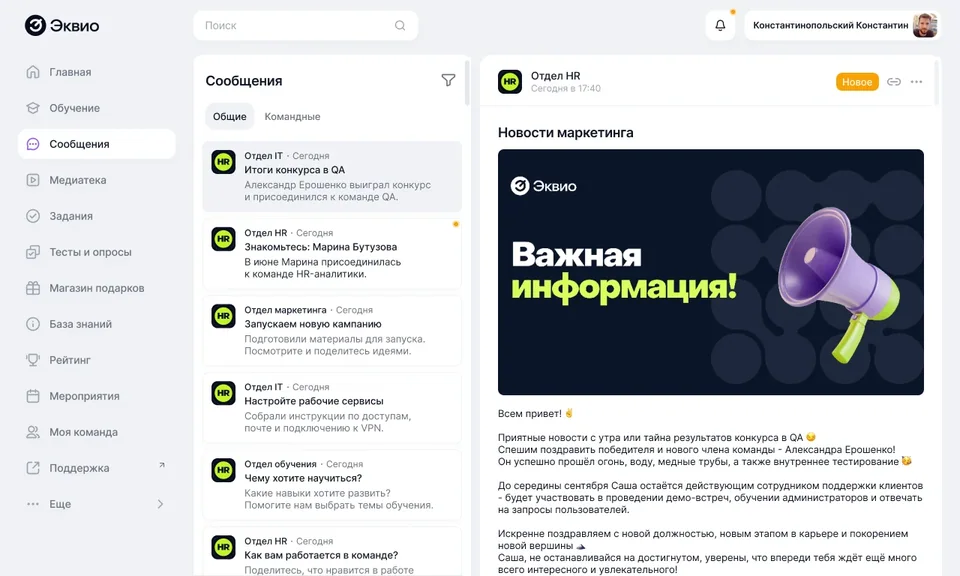 Эквио
Поиск
Константинопольский Константин
Главная
Обучение
Сообщения
Медиатека
Задания
Тесты и опросы
Магазин подарков
База знаний
Рейтинг
Мероприятия
Моя команда
Поддержка
Еще
Сообщения
Общие
Командные
HR
Отдел IT · Сегодня
Итоги конкурса в QA
Александр Ерошенко выиграл конкурс
и присоединился к команде QA.
HR
Отдел HR · Сегодня
Знакомьтесь: Марина Бутузова
В июне Марина присоединилась
к команде HR-аналитики.
HR
Отдел маркетинга · Сегодня
Запускаем новую кампанию
Подготовили материалы для запуска.
Посмотрите и поделитесь идеями.
HR
Отдел IT · Сегодня
Настройте рабочие сервисы
Собрали инструкции по доступам,
почте и подключению к VPN.
HR
Отдел обучения · Сегодня
Чему хотите научиться?
Какие навыки хотите развить?
Помогите нам выбрать темы обучения.
HR
Отдел HR · Сегодня
Как вам работается в команде?
Поделитесь, что нравится в работе
HR
Отдел HR
Сегодня в 17:40
Новое
Новости маркетинга
Эквио
Важная
информация!
Всем привет! ✌
Приятные новости с утра или тайна результатов конкурса в QA 😏
Спешим поздравить победителя и нового члена команды - Александра Ерошенко!
Он успешно прошёл огонь, воду, медные трубы, а также внутреннее тестирование 😸
До середины сентября Саша остаётся действующим сотрудником поддержки клиентов
- будет участвовать в проведении демо-встреч, обучении администраторов и отвечать
на запросы пользователей.
Искренне поздравляем с новой должностью, новым этапом в карьере и покорением
новой вершины 🏔
Саша, не останавливайся на достигнутом, уверены, что впереди тебя ждёт ещё много
всего интересного и увлекательного!